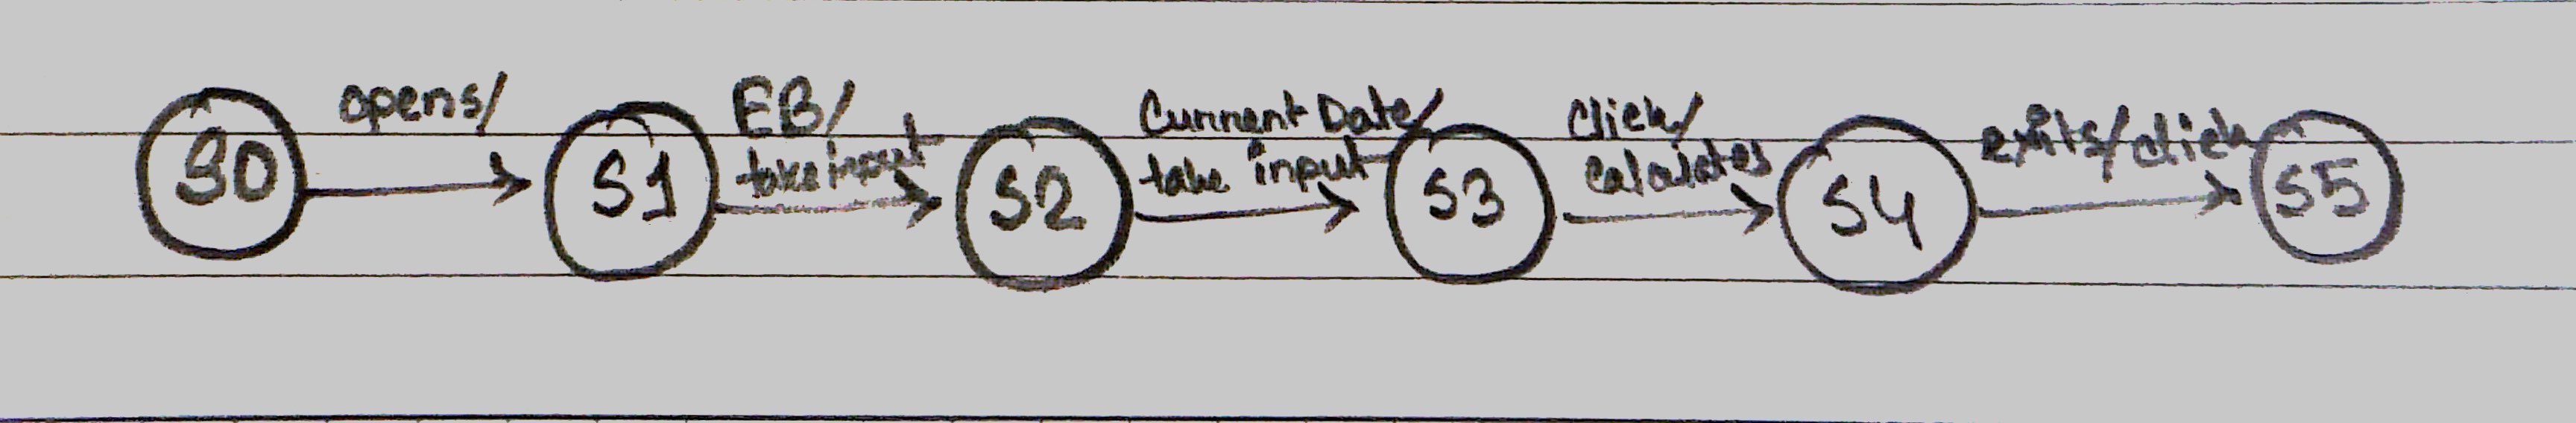 S0
opens/
S1
EB/
take input
S2
Current Date/
take input
S3
Click/
calculates
S4
exits/click
S5